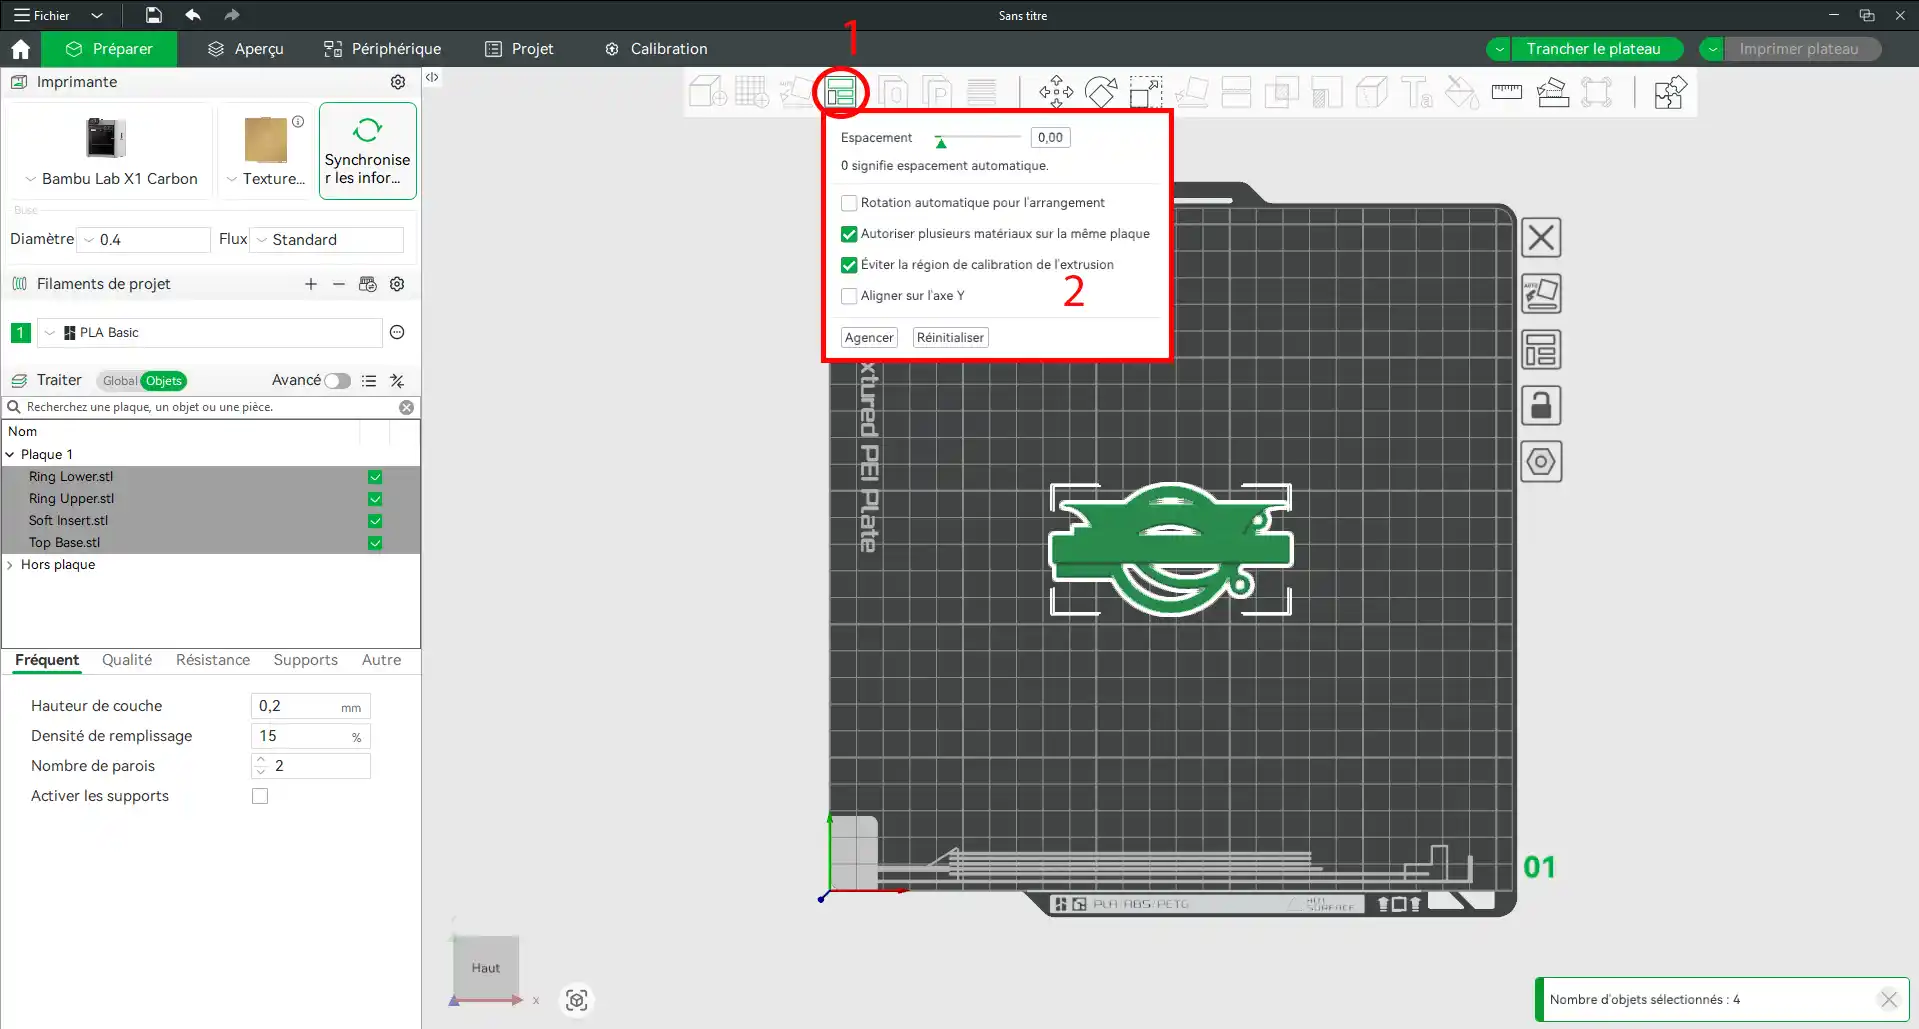 Fichier
Sans titre
Préparer
Aperçu
Périphérique
Projet
Calibration
1
Trancher le plateau
Imprimer plateau
Imprimante
Bambu Lab X1 Carbon
Texture...
Synchronise
r les infor...
Buse
Diamètre
0.4
Flux
Standard
Filaments de projet
1
PLA Basic
Traiter
Global
Objets
Avancé
Recherchez une plaque, un objet ou une pièce.
Nom
Plaque 1
Ring Lower.stl
Ring Upper.stl
Soft Insert.stl
Top Base.stl
Hors plaque
Fréquent
Qualité
Résistance
Supports
Autre
Hauteur de couche
0,2
mm
Densité de remplissage
15
%
Nombre de parois
2
Activer les supports
Espacement
0,00
0 signifie espacement automatique.
Rotation automatique pour l'arrangement
Autoriser plusieurs matériaux sur la même plaque
Éviter la région de calibration de l'extrusion
Aligner sur l'axe Y
2
Agencer
Réinitialiser
xtured PEI Plate
AUTO
01
PLA/ABS/PETG
HOT
SURFACE
Haut
x
Nombre d'objets sélectionnés : 4